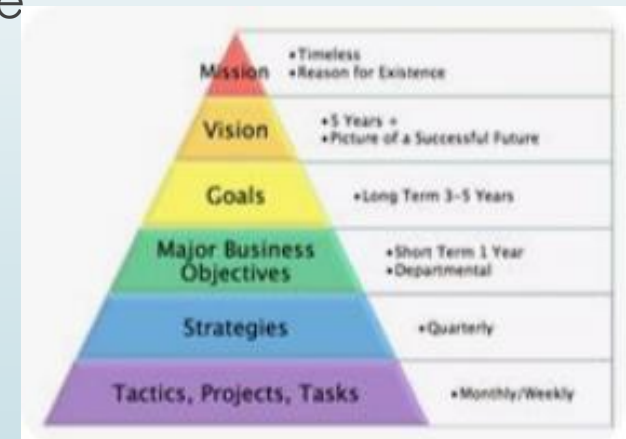 e
Mission
•Timeless
•Reason for Existence
Vision
•5 Years +
•Picture of a Successful Future
Goals
•Long Term 3-5 Years
Major Business
Objectives
•Short Term 1 Year
•Departmental
Strategies
•Quarterly
Tactics, Projects, Tasks
•Monthly/Weekly